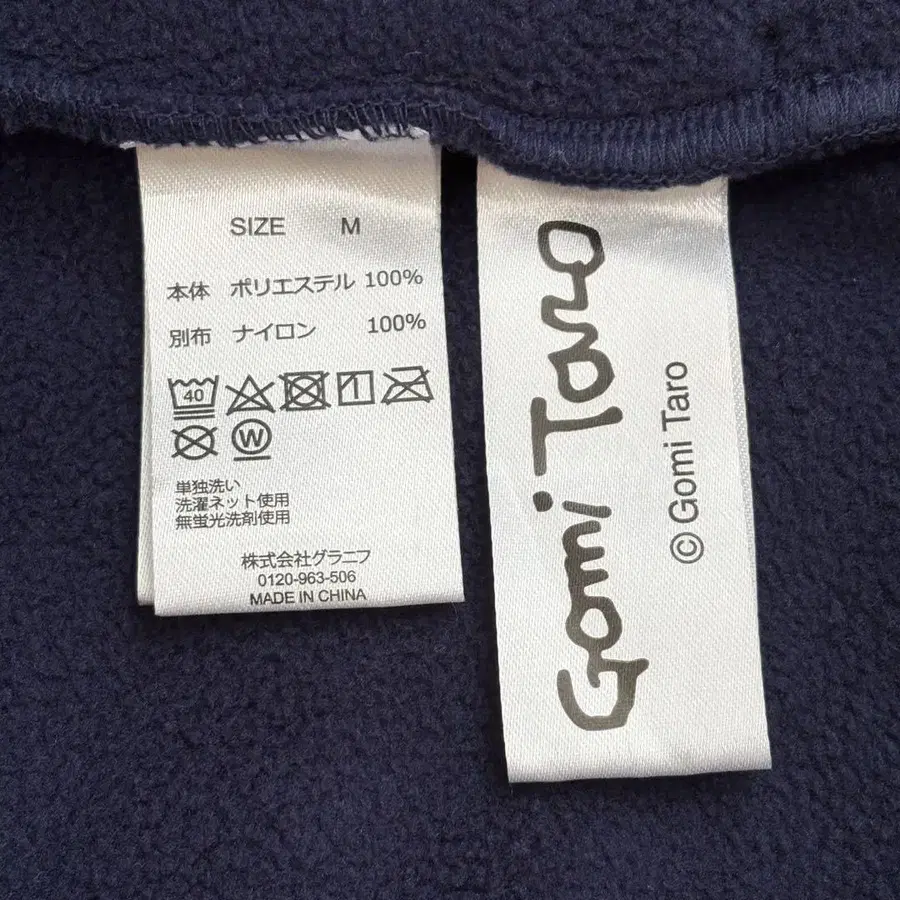 SIZE M
本体 ポリエステル 100%
別布 ナイロン 100%
40
W
単独洗い
洗濯ネット使用
無蛍光洗剤使用
株式会社グラニフ
0120-963-506
MADE IN CHINA
Gomi Taro
© Gomi Taro